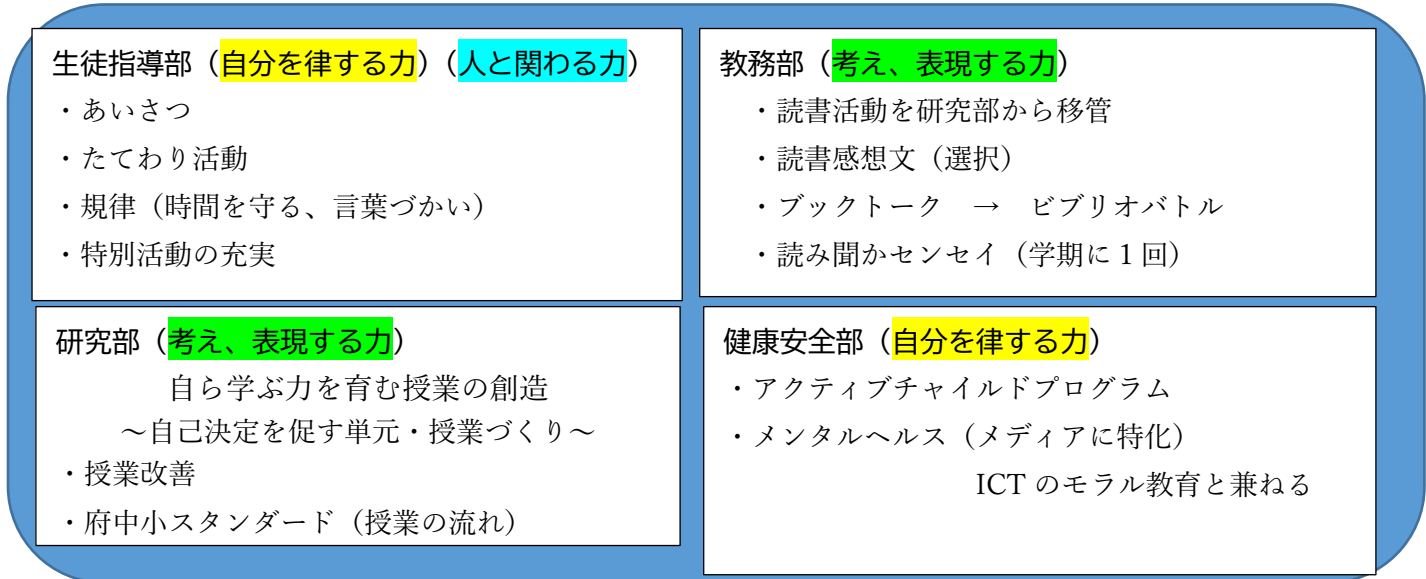 生徒指導部（自分を律する力）（人と関わる力）
・あいさつ
・たてわり活動
・規律（時間を守る、言葉づかい）
・特別活動の充実
教務部（考え、表現する力）
・読書活動を研究部から移管
・読書感想文（選択）
・ブックトーク　→　ビブリオバトル
・読み聞かセンセイ（学期に１回）
研究部（考え、表現する力）
自ら学ぶ力を育む授業の創造
～自己決定を促す単元・授業づくり～
・授業改善
・府中小スタンダード（授業の流れ）
健康安全部（自分を律する力）
・アクティブチャイルドプログラム
・メンタルヘルス（メディアに特化）
ICT のモラル教育と兼ねる